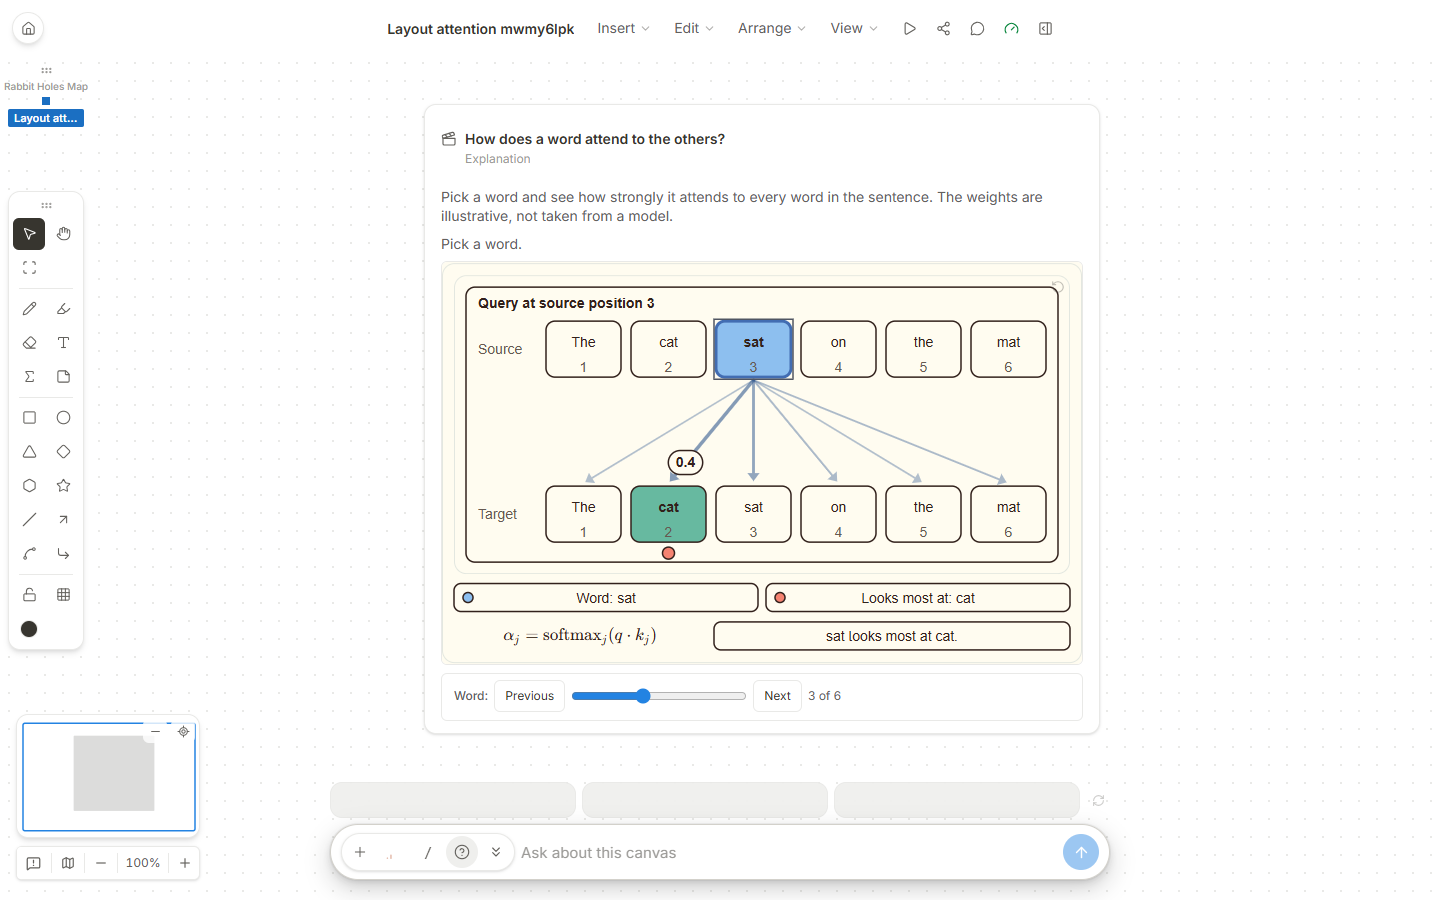 Layout attention mwmy6lpk
Insert
Edit
Arrange
View
Rabbit Holes Map
Layout att...
How does a word attend to the others?
Explanation
Pick a word and see how strongly it attends to every word in the sentence. The weights are
illustrative, not taken from a model.
Pick a word.
Query at source position 3
Source
The
1
cat
2
sat
3
on
4
the
5
mat
6
0.4
Target
The
1
cat
2
sat
3
on
4
the
5
mat
6
Word: sat
Looks most at: cat
αj = softmaxj(q · kj)
sat looks most at cat.
Word:
Previous
Next
3 of 6
100%
/
Ask about this canvas